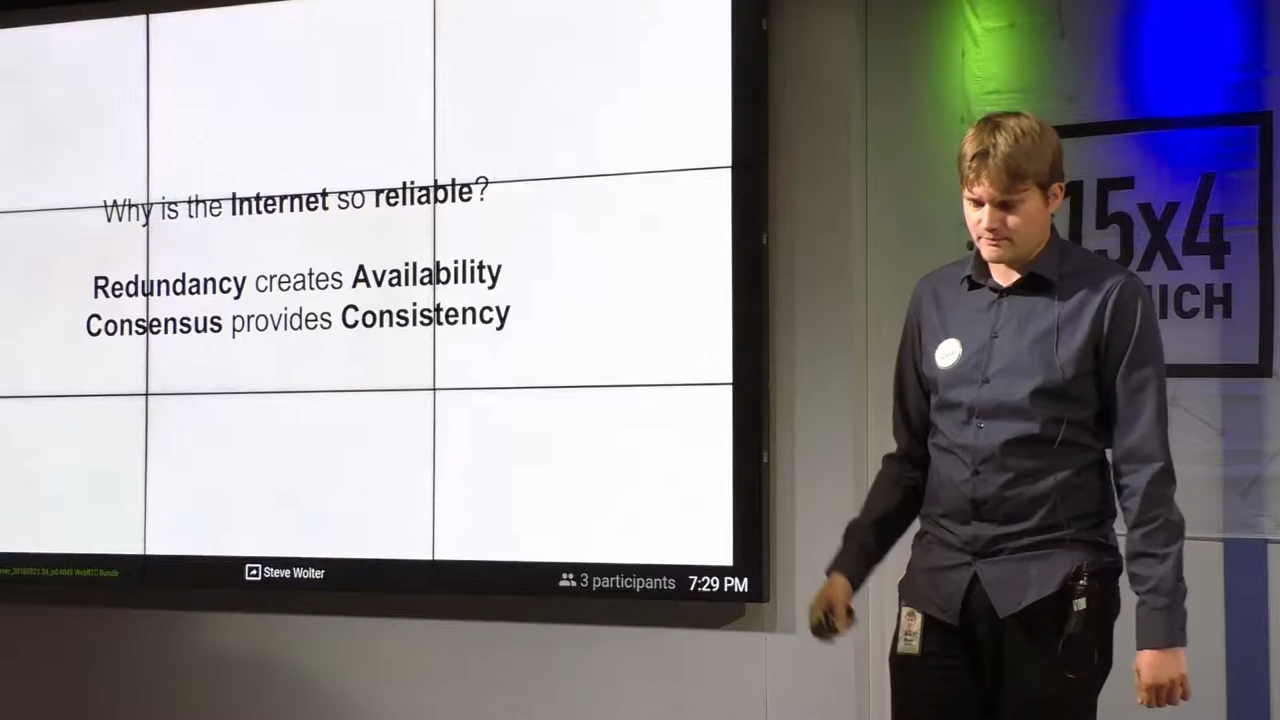 Why is the Internet so reliable?
Redundancy creates Availability
Consensus provides Consistency
Steve Wolter
3 participants 7:29 PM
15x4